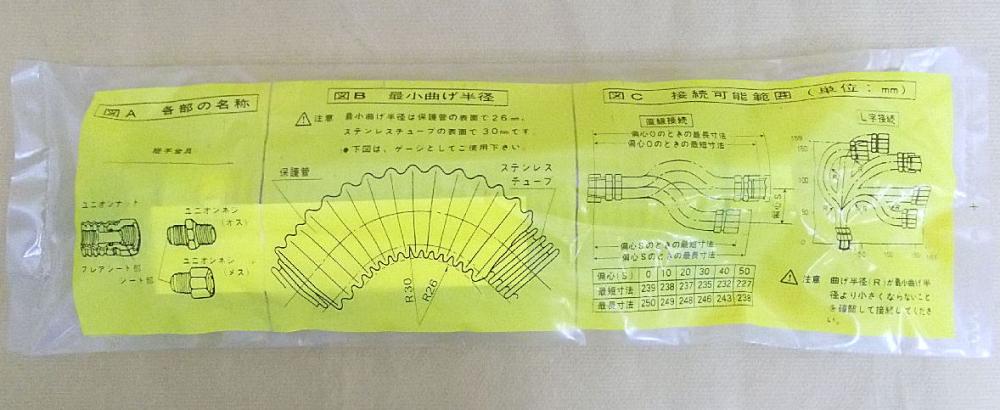 図A 各部の名称
継手金具
ユニオンナット
フレアシート部
ユニオンネジ
(オス)
ユニオンネジ
(メス)
シート部
図B 最小曲げ半径
注意 最小曲げ半径は保護管の表面で26mm、
ステンレスチューブの表面で30mmです。
●下図は、ゲージとしてご使用下さい。
保護管
ステンレス
チューブ
R30
R26
図C 接続可能範囲 (単位:mm)
直線接続
偏心0のときの最長寸法
偏心0のときの最短寸法
偏心S
偏心Sのときの最短寸法
偏心Sのときの最長寸法
偏心(S) 0 10 20 30 40 50
最短寸法 239 238 237 235 232 227
最長寸法 250 249 248 246 243 238
L字接続
150
100
50
0
50 100
注意 曲げ半径(R)が最小曲げ半
径より小さくならないこと
を確認して接続してくださ
い。